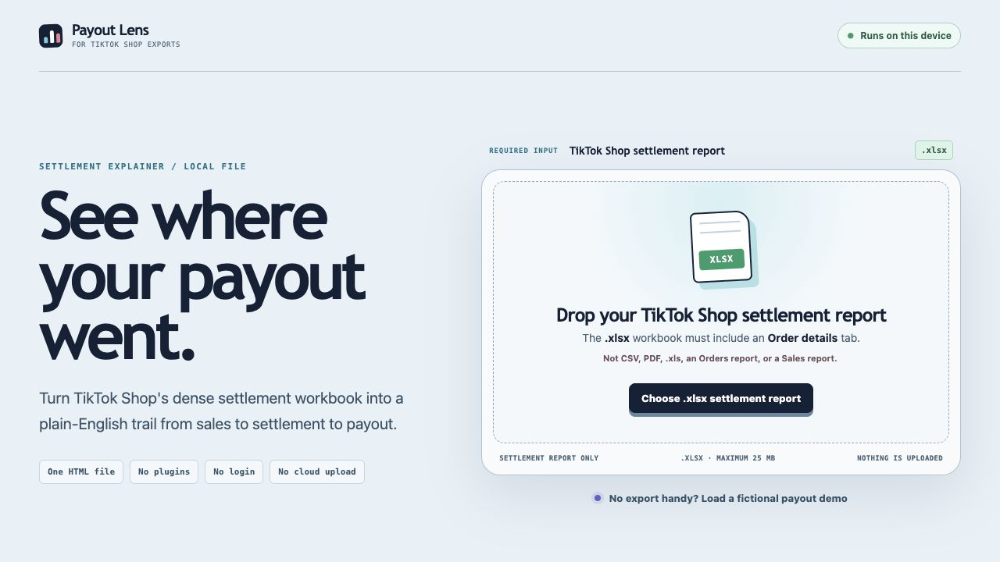 Payout Lens
FOR TIKTOK SHOP EXPORTS
Runs on this device
SETTLEMENT EXPLAINER / LOCAL FILE
See where
your payout
went.
Turn TikTok Shop's dense settlement workbook into a
plain-English trail from sales to settlement to payout.
One HTML file
No plugins
No login
No cloud upload
REQUIRED INPUT
TikTok Shop settlement report
.xlsx
XLSX
Drop your TikTok Shop settlement report
The .xlsx workbook must include an Order details tab.
Not CSV, PDF, .xls, an Orders report, or a Sales report.
Choose .xlsx settlement report
SETTLEMENT REPORT ONLY
.XLSX · MAXIMUM 25 MB
NOTHING IS UPLOADED
No export handy? Load a fictional payout demo